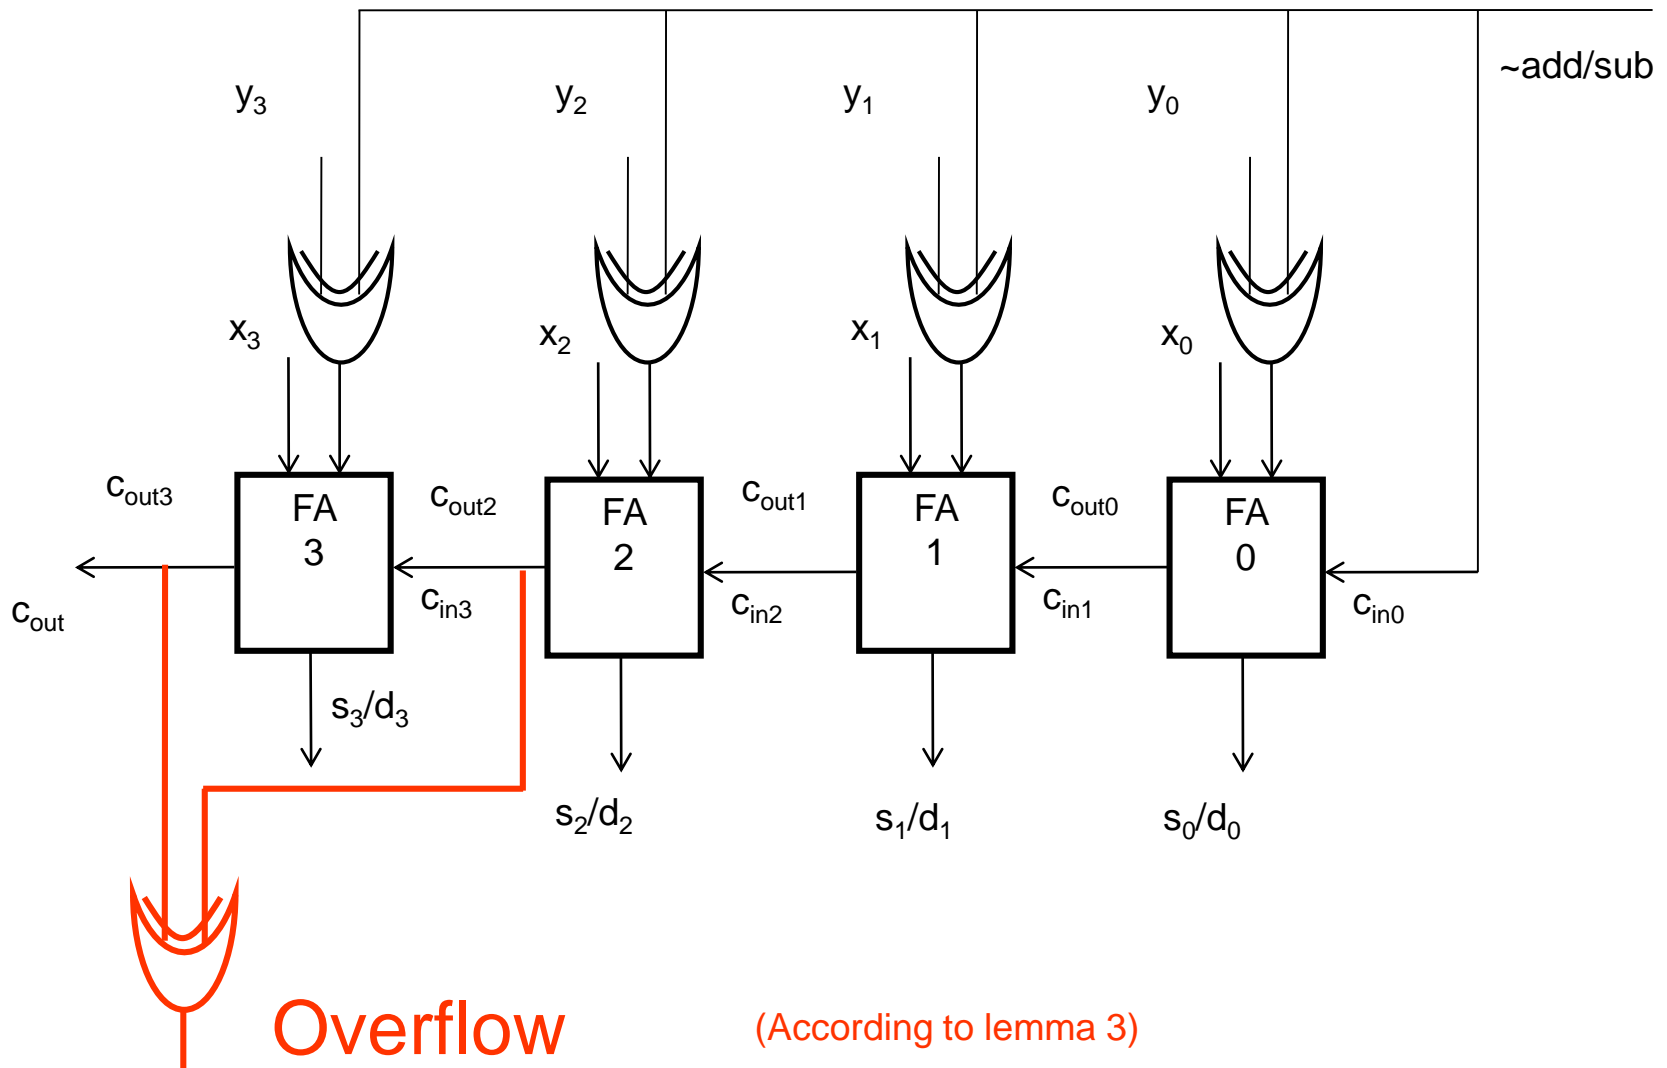 ~add/sub
y3 y2 y1 y0
x3 x2 x1 x0
cout3 FA 3 cout2 FA 2 cout1 FA 1 cout0 FA 0
cout cin3 cin2 cin1 cin0
s3/d3
s2/d2 s1/d1 s0/d0
Overflow (According to lemma 3)